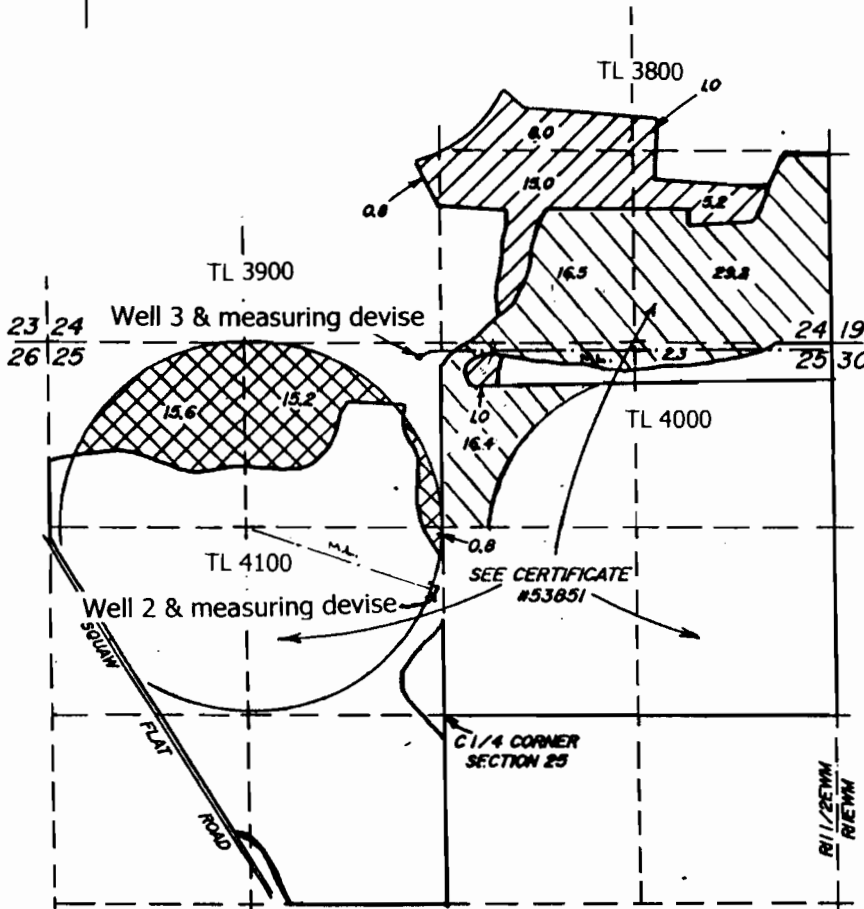 TL 3800
1.0
8.0
15.0
0.8
5.2
TL 3900
16.5
29.2
Well 3 & measuring devise
23 24
26 25
24 19
25 30
M.L.
2.3
15.6
15.2
1.0
16.4
TL 4000
0.8
M.L.
TL 4100
SEE CERTIFICATE
#53851
Well 2 & measuring devise
SQUAW
FLAT
ROAD
C 1/4 CORNER
SECTION 25
R11 1/2EWM
R11EWM